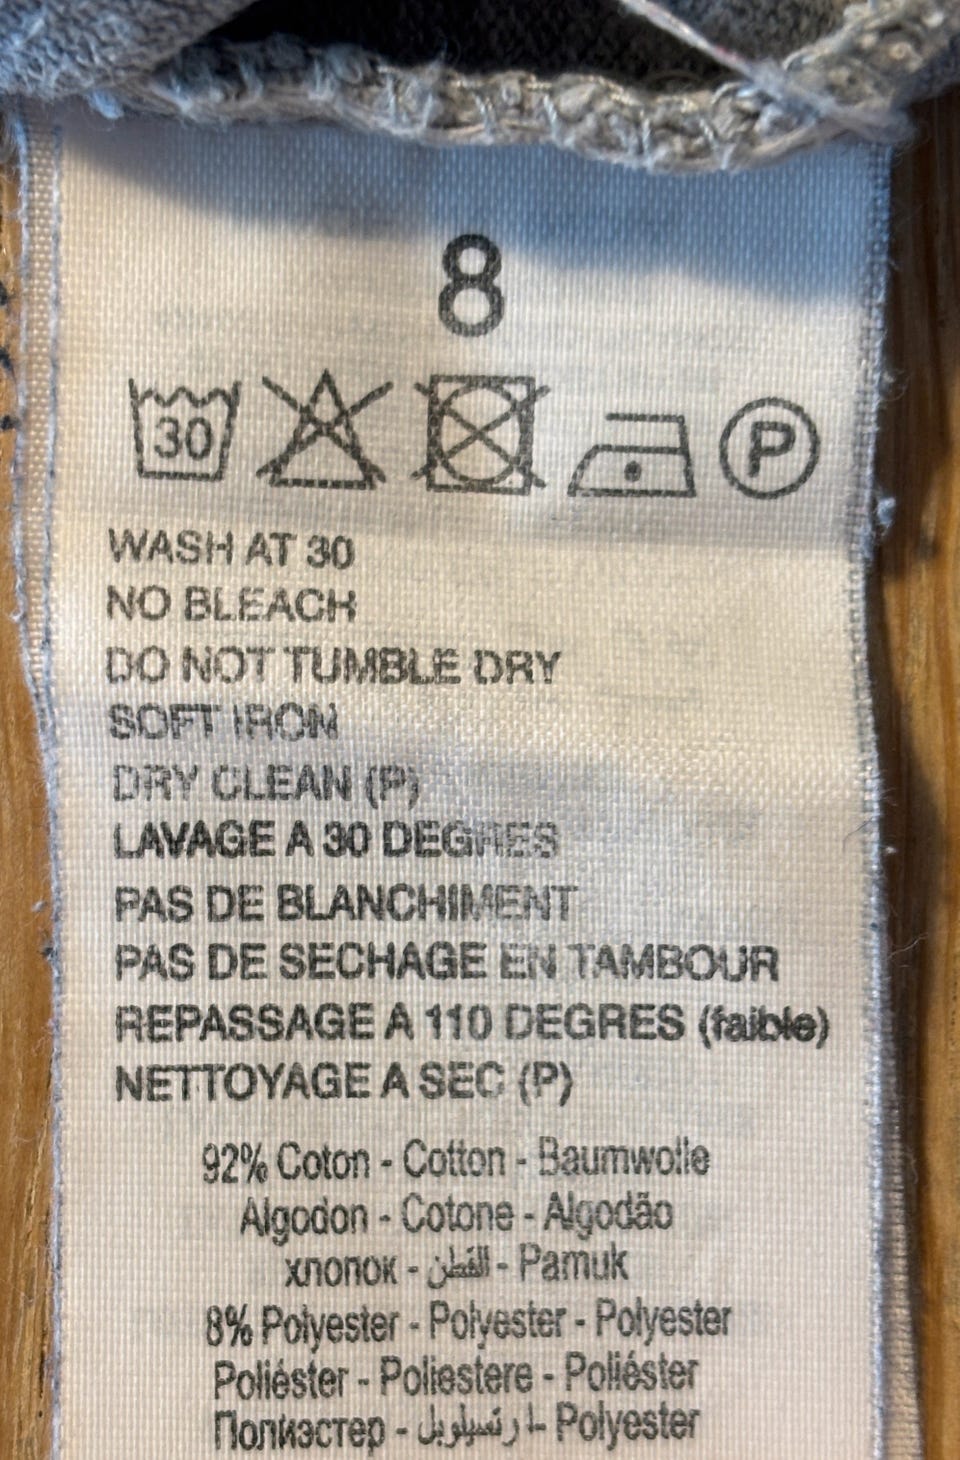 8
30 P
WASH AT 30
NO BLEACH
DO NOT TUMBLE DRY
SOFT IRON
DRY CLEAN (P)
LAVAGE A 30 DEGRES
PAS DE BLANCHIMENT
PAS DE SECHAGE EN TAMBOUR
REPASSAGE A 110 DEGRES (faible)
NETTOYAGE A SEC (P)
92% Coton - Cotton - Baumwolle
Algodon - Cotone - Algodão
хлопок - القطن - Pamuk
8% Polyester - Polyester - Polyester
Poliéster - Poliestere - Poliéster
Полиэстер - - Polyester